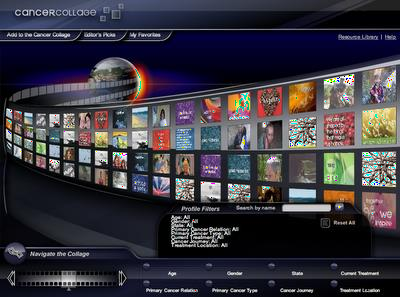 cancercollage
Add to the Cancer Collage Editor's Picks My Favorites
Resource Library | Help
Profile Filters Search by name
Age: All
Gender: All
State: All
Primary Cancer Relation: All
Primary Cancer Type: All
Current Treatment: All
Cancer Journey: All
Treatment Location: All
Reset All
Navigate the Collage
Age Gender State Current Treatment
Primary Cancer Relation Primary Cancer Type Cancer Journey Treatment Location